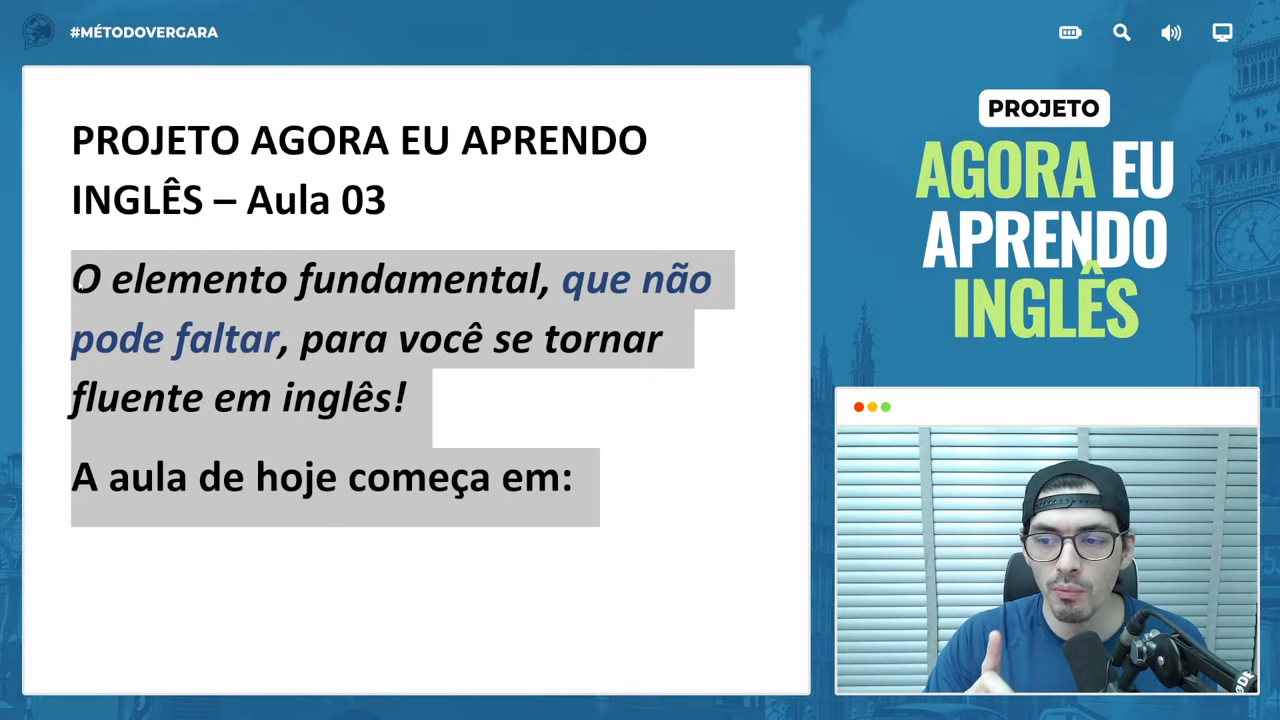 #MÉTODOVERGARA
PROJETO AGORA EU APRENDO
INGLÊS – Aula 03
O elemento fundamental, que não
pode faltar, para você se tornar
fluente em inglês!
A aula de hoje começa em:
PROJETO
AGORA EU
APRENDO
INGLÊS